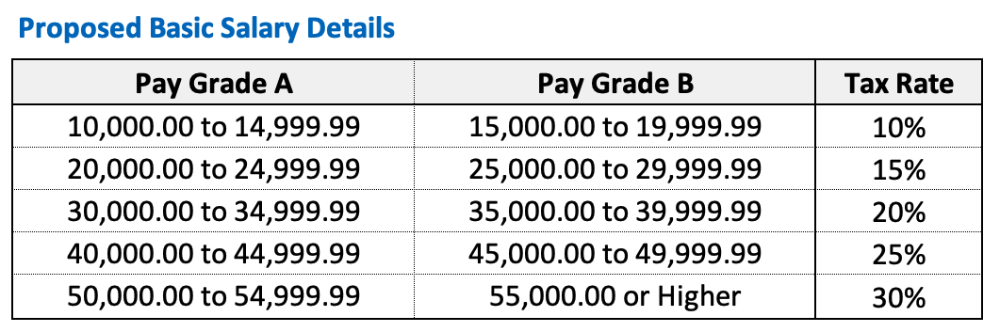 Proposed Basic Salary Details
Pay Grade A Pay Grade B Tax Rate
10,000.00 to 14,999.99 15,000.00 to 19,999.99 10%
20,000.00 to 24,999.99 25,000.00 to 29,999.99 15%
30,000.00 to 34,999.99 35,000.00 to 39,999.99 20%
40,000.00 to 44,999.99 45,000.00 to 49,999.99 25%
50,000.00 to 54,999.99 55,000.00 or Higher 30%